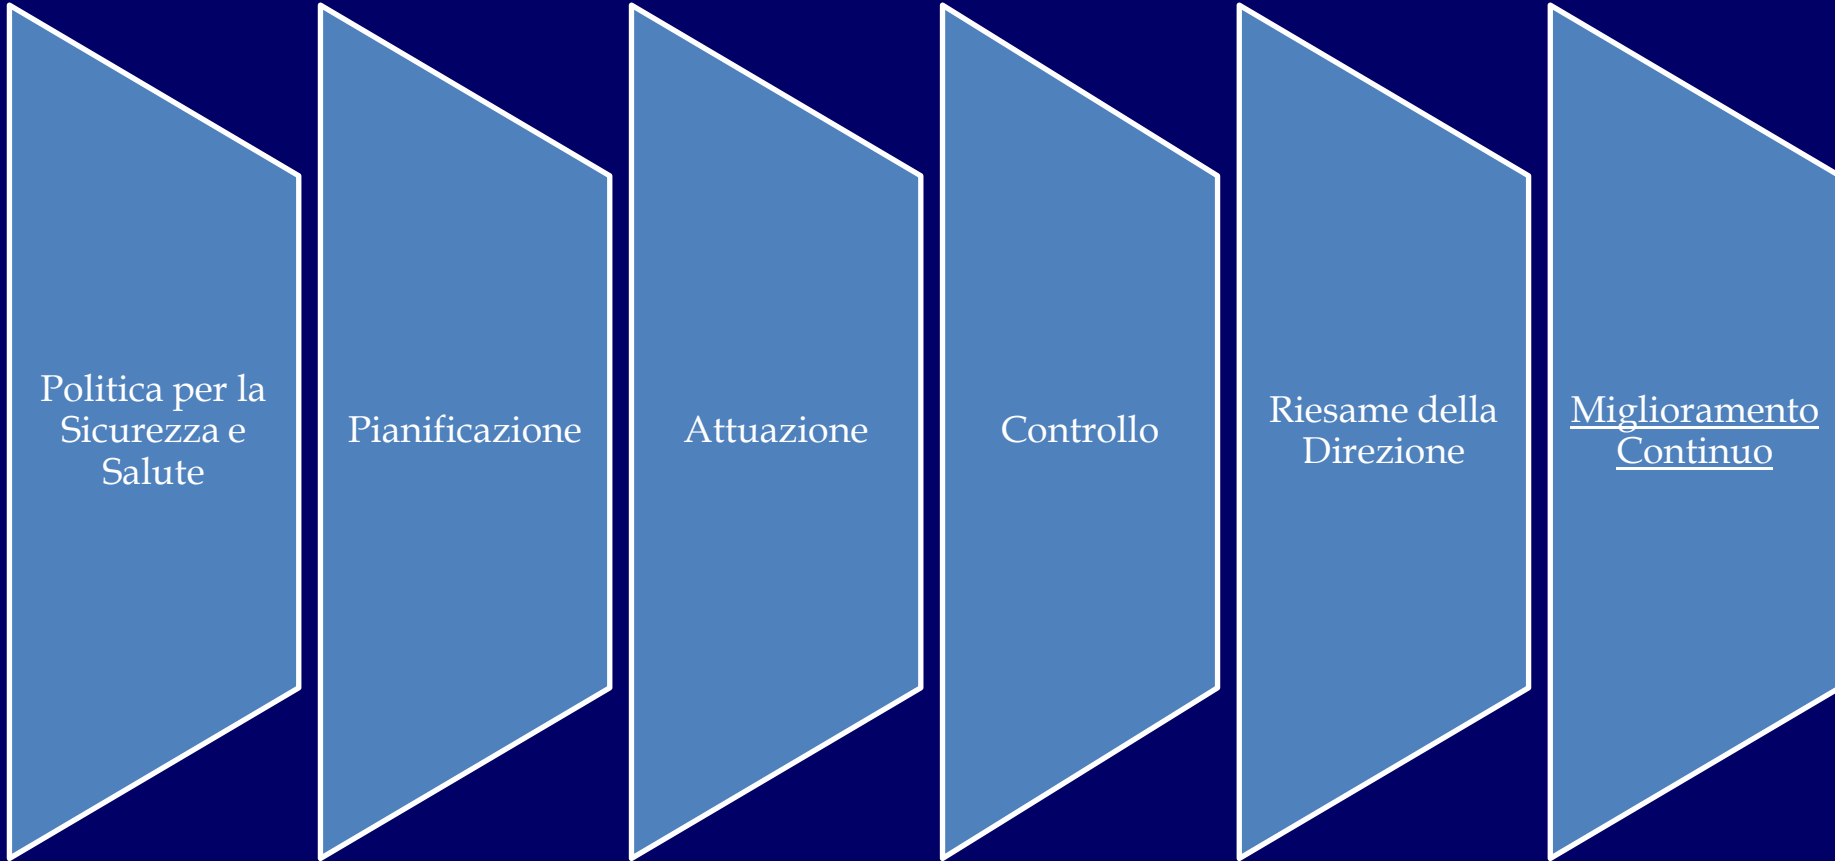 Politica per la
Sicurezza e
Salute
Pianificazione
Attuazione
Controllo
Riesame della
Direzione
Miglioramento
Continuo